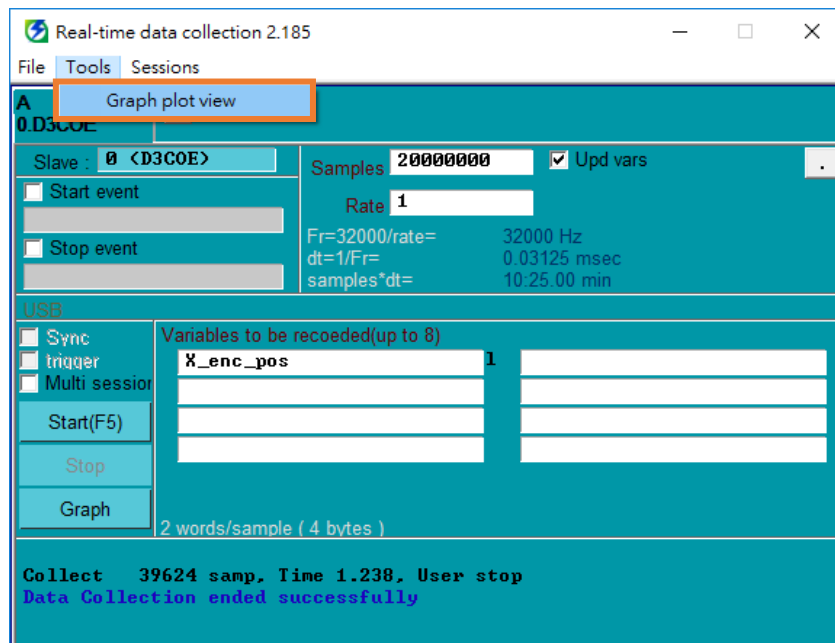 Real-time data collection 2.185
File Tools Sessions
Graph plot view
A
0.D3COE
Slave : 0 (D3COE)
Samples 20000000
Upd vars
.
Start event
Rate 1
Stop event
Fr=32000/rate= 32000 Hz
dt=1/Fr= 0.03125 msec
samples*dt= 10:25.00 min
USB
Sync
trigger
Multi session
Variables to be recoeded(up to 8)
X_enc_pos l
Start(F5)
Stop
Graph
2 words/sample ( 4 bytes )
Collect 39624 samp, Time 1.238, User stop
Data Collection ended successfully